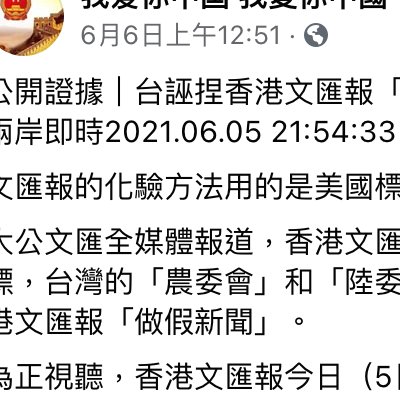 我愛你中國 我愛你中國
6月6日上午12:51 ·
公開證據｜台誣捏香港文匯報「
兩岸即時2021.06.05 21:54:33
文匯報的化驗方法用的是美國標
大公文匯全媒體報道，香港文匯
標，台灣的「農委會」和「陸委
港文匯報「做假新聞」。
為正視聽，香港文匯報今日（5日